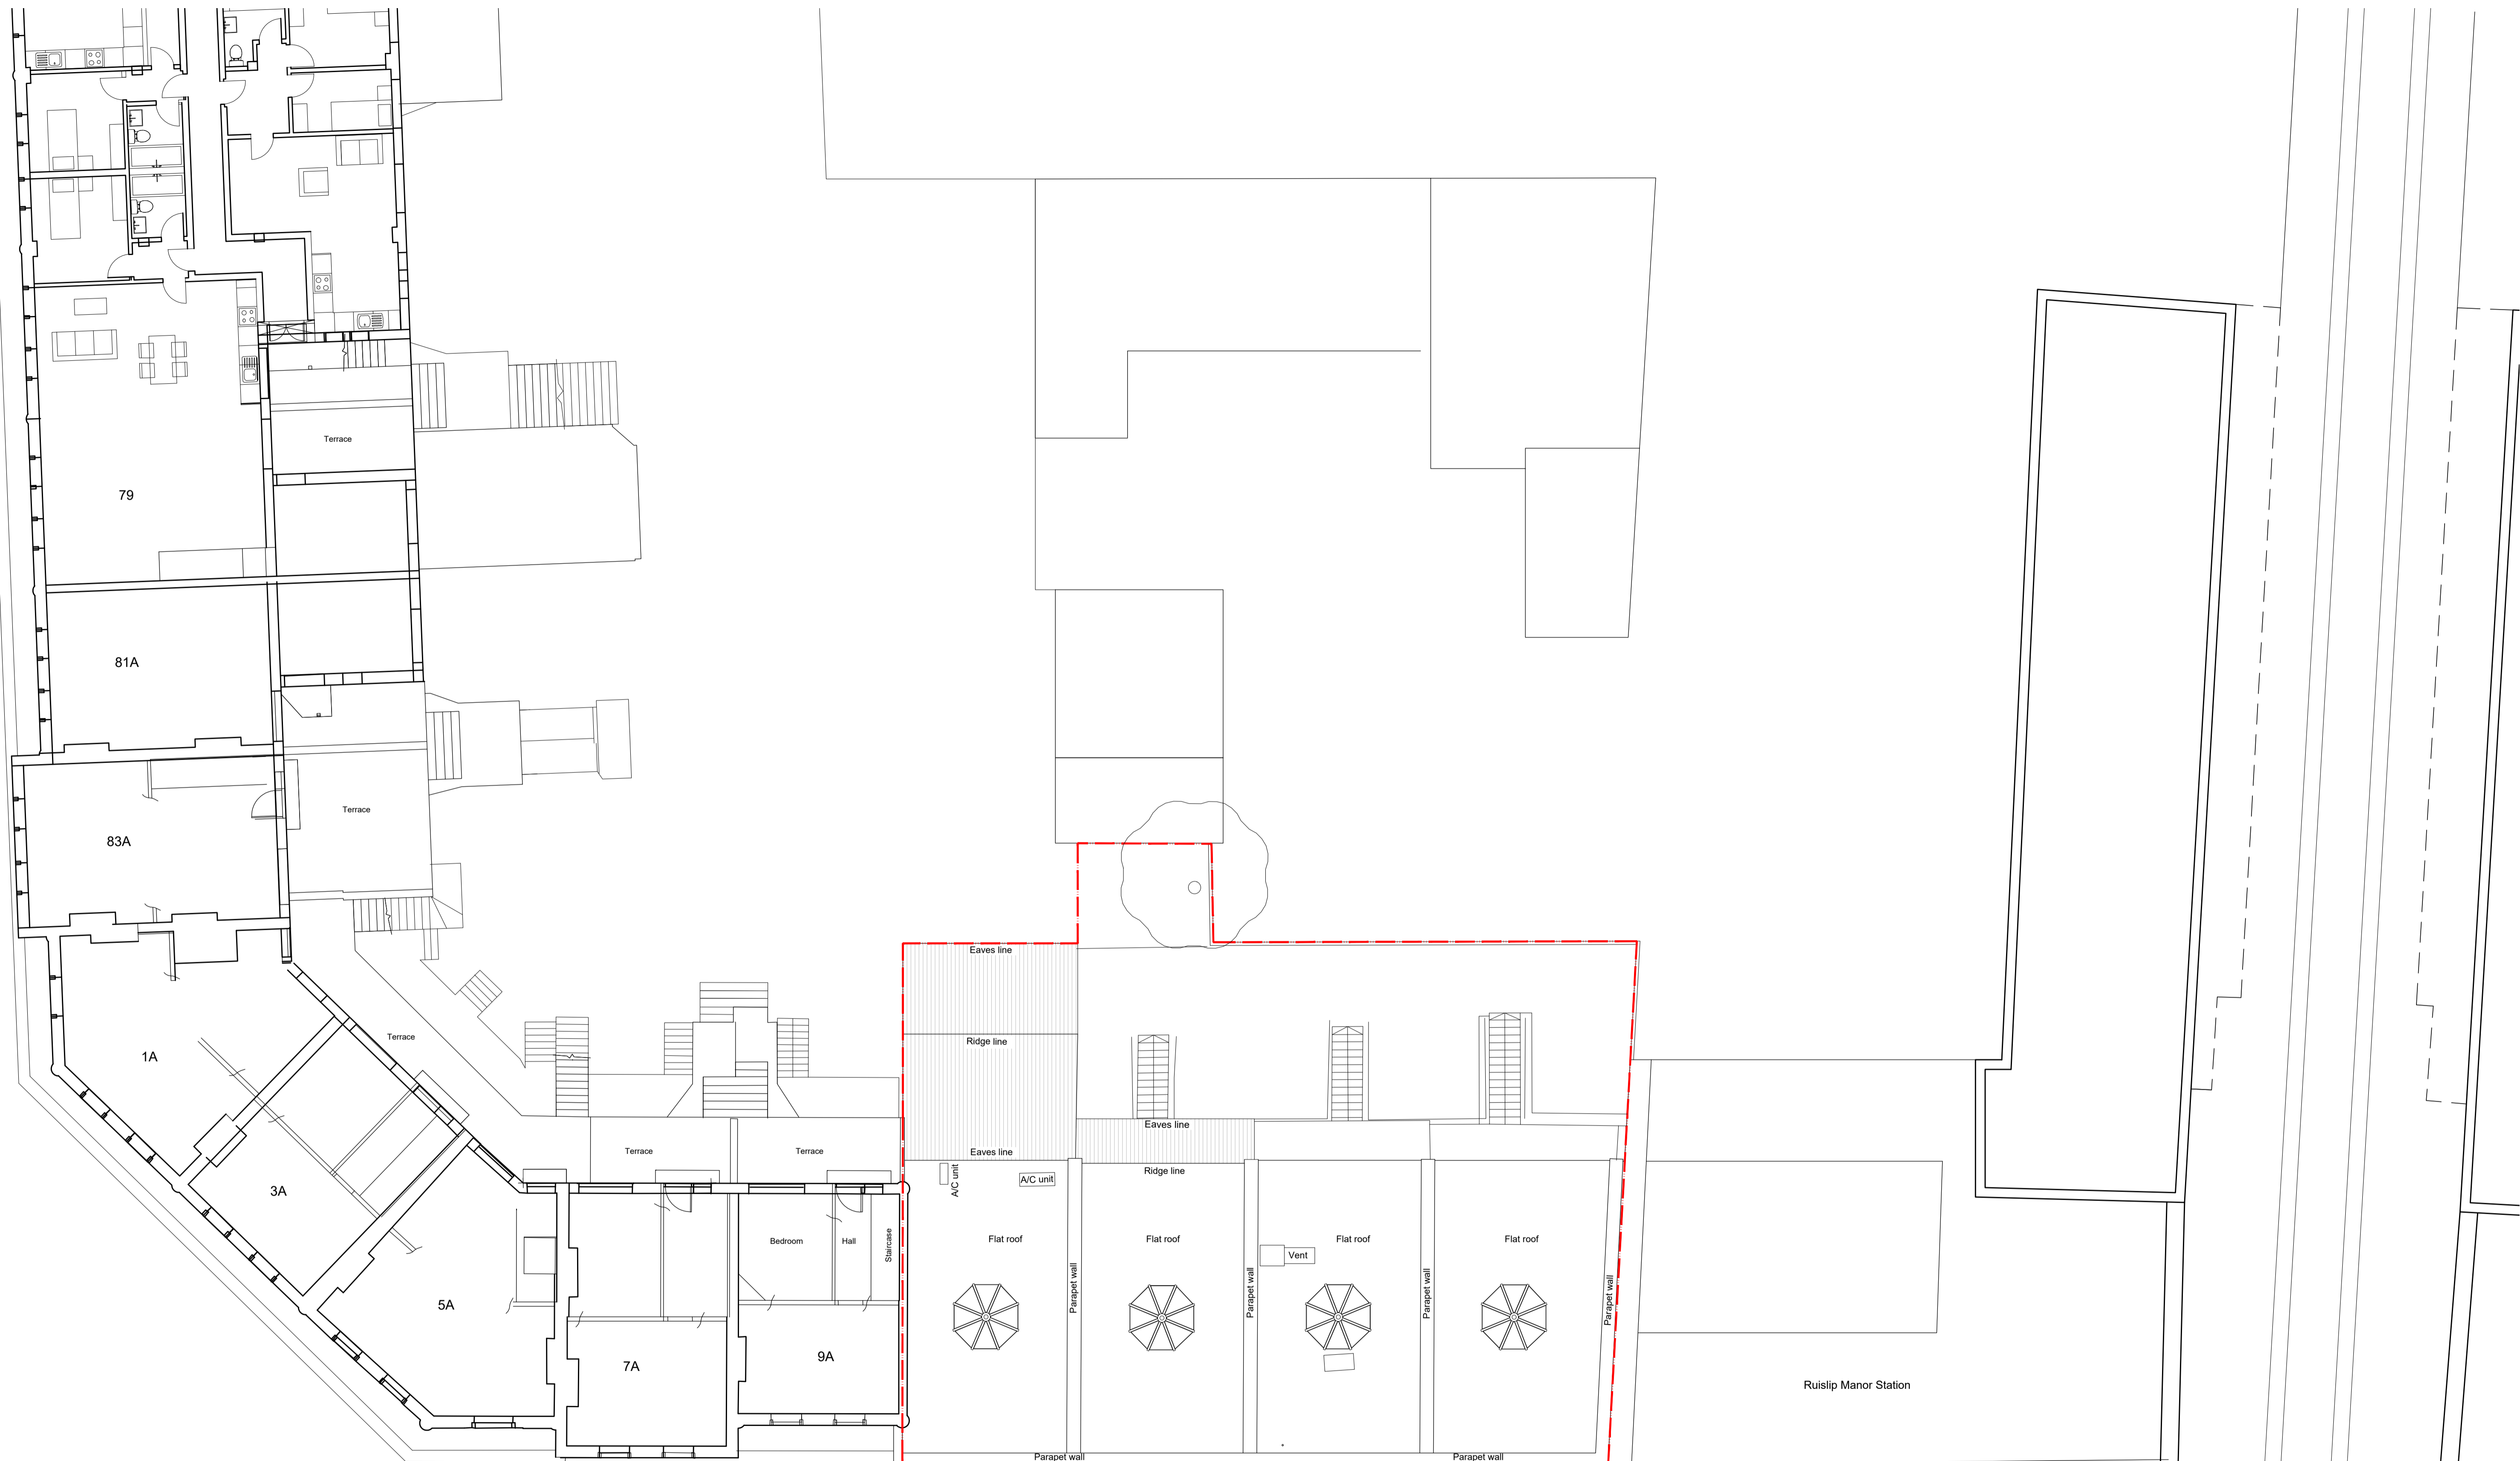 Terrace
79
81A
Terrace
83A
Eaves line
Terrace
Ridge line
1A
Eaves line
Terrace
Terrace
Eaves line
A/C unit
A/C unit
Ridge line
3A
Bedroom
Hall
Staircase
Flat roof
Flat roof
Flat roof
Flat roof
Vent
Parapet wall
Parapet wall
Parapet wall
Parapet wall
5A
7A
9A
Ruislip Manor Station
Parapet wall
Parapet wall